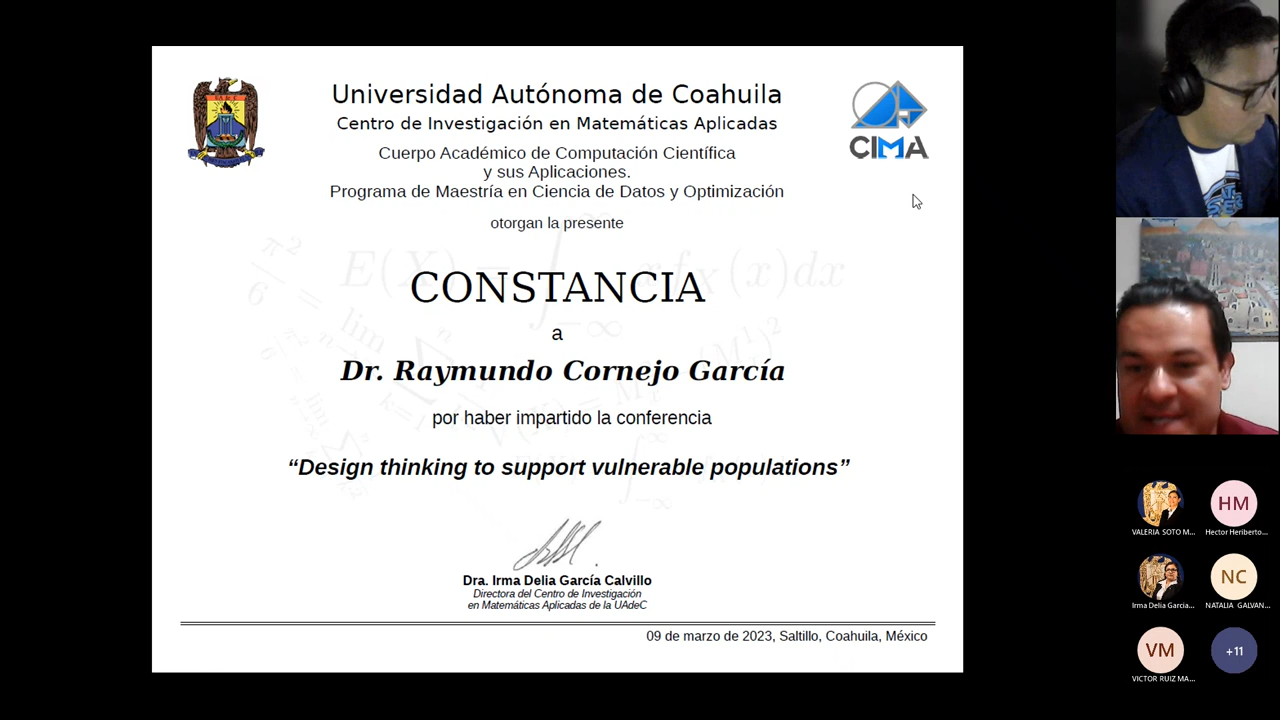 Universidad Autónoma de Coahuila
Centro de Investigación en Matemáticas Aplicadas
CIMA
Cuerpo Académico de Computación Científica
y sus Aplicaciones.
Programa de Maestría en Ciencia de Datos y Optimización
otorgan la presente
CONSTANCIA
a
Dr. Raymundo Cornejo García
por haber impartido la conferencia
“Design thinking to support vulnerable populations”
Dra. Irma Delia García Calvillo
Directora del Centro de Investigación
en Matemáticas Aplicadas de la UAdeC
09 de marzo de 2023, Saltillo, Coahuila, México
VALERIA SOTO M...
HM
Hector Heriberto...
Irma Delia Garcia...
NC
NATALIA GALVAN...
VM
VICTOR RUIZ MA...
+11